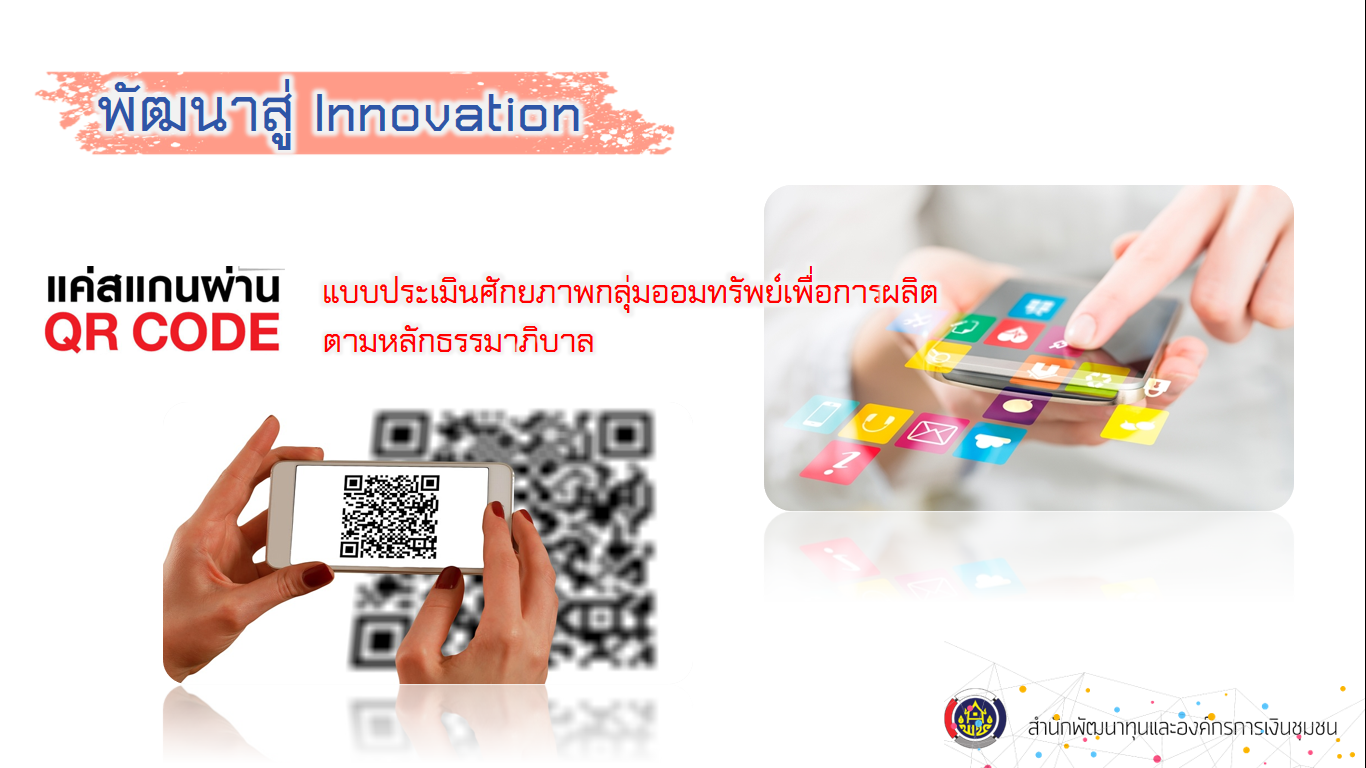 พัฒนาสู่ Innovation
แค่สแกนผ่าน
QR CODE
แบบประเมินศักยภาพกลุ่มออมทรัพย์เพื่อการผลิต
ตามหลักธรรมาภิบาล
สำนักพัฒนาทุนและองค์กรการเงินชุมชน